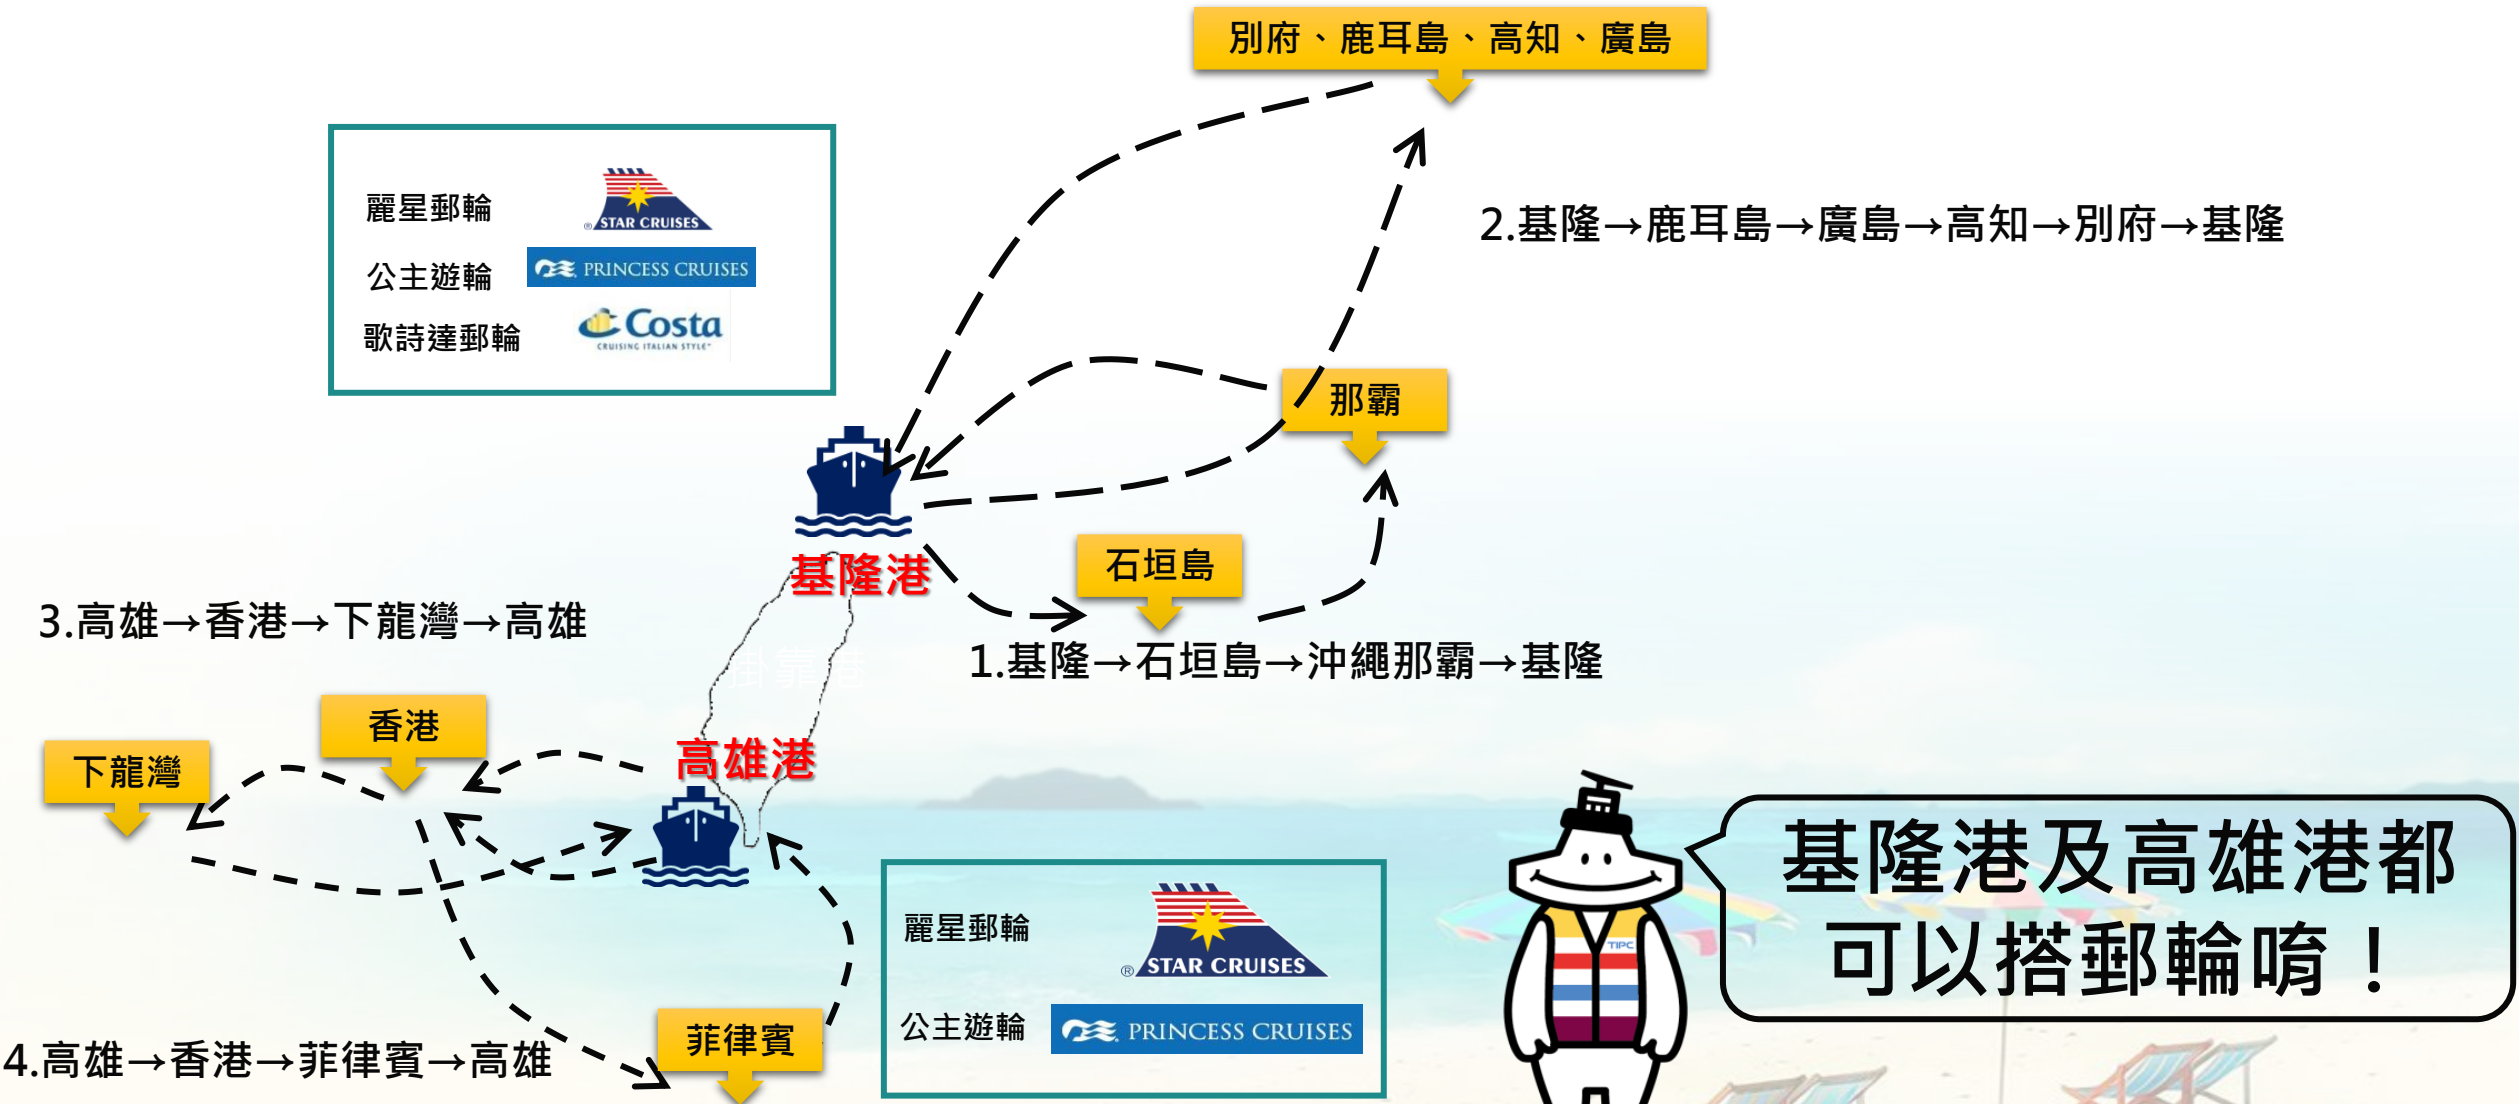 別府、鹿耳島、高知、廣島
麗星郵輪
® STAR CRUISES
公主遊輪
PRINCESS CRUISES
歌詩達郵輪
Costa
CRUISING ITALIAN STYLE
2.基隆→鹿耳島→廣島→高知→別府→基隆
那霸
石垣島
基隆港
1.基隆→石垣島→沖繩那霸→基隆
3.高雄→香港→下龍灣→高雄
掛靠港
香港
下龍灣
高雄港
麗星郵輪
® STAR CRUISES
公主遊輪
PRINCESS CRUISES
菲律賓
4.高雄→香港→菲律賓→高雄
TIPC
基隆港及高雄港都
可以搭郵輪唷！